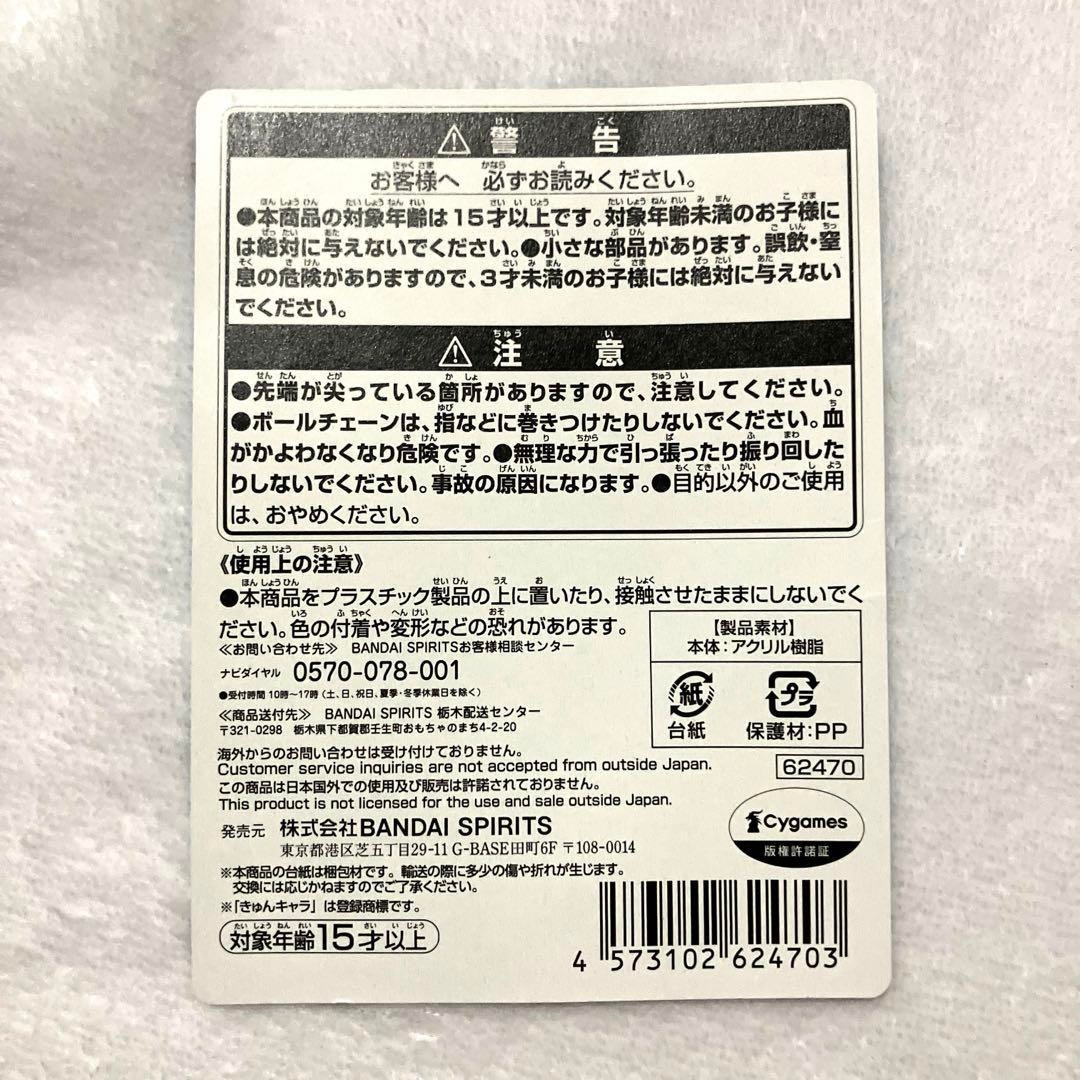 ⚠ 警告
お客様へ 必ずお読みください。
●本商品の対象年齢は15才以上です。対象年齢未満のお子様に
は絶対に与えないでください。●小さな部品があります。誤飲・窒
息の危険がありますので、3才未満のお子様には絶対に与えない
でください。
⚠ 注意
●先端が尖っている箇所がありますので、注意してください。
●ボールチェーンは、指などに巻きつけたりしないでください。血
がかよわなくなり危険です。●無理な力で引っ張ったり振り回した
りしないでください。事故の原因になります。●目的以外のご使用
は、おやめください。
《使用上の注意》
●本商品をプラスチック製品の上に置いたり、接触させたままにしないでく
ださい。色の付着や変形などの恐れがあります。
≪お問い合わせ先≫ BANDAI SPIRITSお客様相談センター
ナビダイヤル 0570-078-001
●受付時間 10時〜17時(土、日、祝日、夏季・冬季休業日を除く)
≪商品送付先≫ BANDAI SPIRITS 栃木配送センター
〒321-0298 栃木県下都賀郡壬生町おもちゃのまち4-2-20
【製品素材】
本体:アクリル樹脂
紙
台紙
プラ
保護材:PP
海外からのお問い合わせは受け付けておりません。
Customer service inquiries are not accepted from outside Japan.
この商品は日本国外での使用及び販売は許諾されておりません。
This product is not licensed for the use and sale outside Japan.
62470
発売元 株式会社BANDAI SPIRITS
東京都港区芝五丁目29-11 G-BASE田町6F 〒108-0014
Cygames
版権許諾証
※本商品の台紙は梱包材です。輸送の際に多少の傷や折れが生じます。
交換には応じかねますのでご了承ください。
※「きゅんキャラ」は登録商標です。
対象年齢15才以上
4 573102 624703